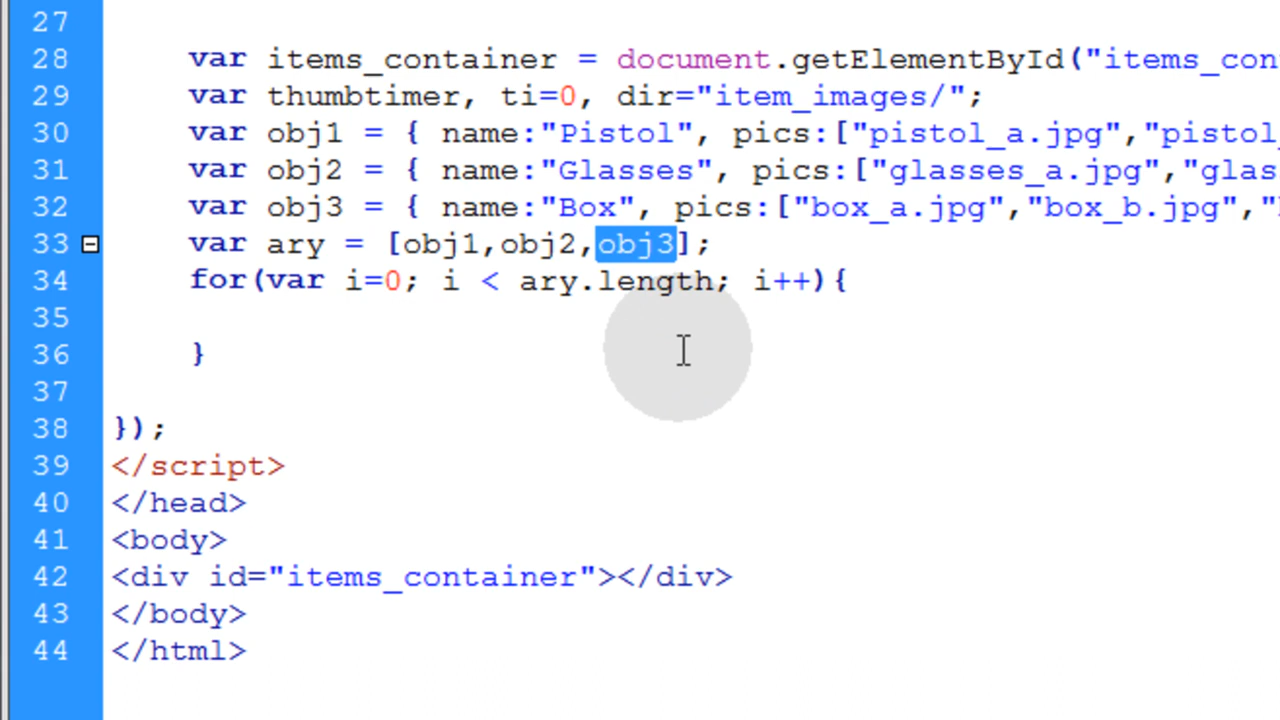 27
28 var items_container = document.getElementById("items_con
29 var thumbtimer, ti=0, dir="item_images/";
30 var obj1 = { name:"Pistol", pics:["pistol_a.jpg","pistol_
31 var obj2 = { name:"Glasses", pics:["glasses_a.jpg","glas
32 var obj3 = { name:"Box", pics:["box_a.jpg","box_b.jpg","
33 var ary = [obj1,obj2,obj3];
34 for(var i=0; i < ary.length; i++){
35
36 }
37
38 });
39 </script>
40 </head>
41 <body>
42 <div id="items_container"></div>
43 </body>
44 </html>